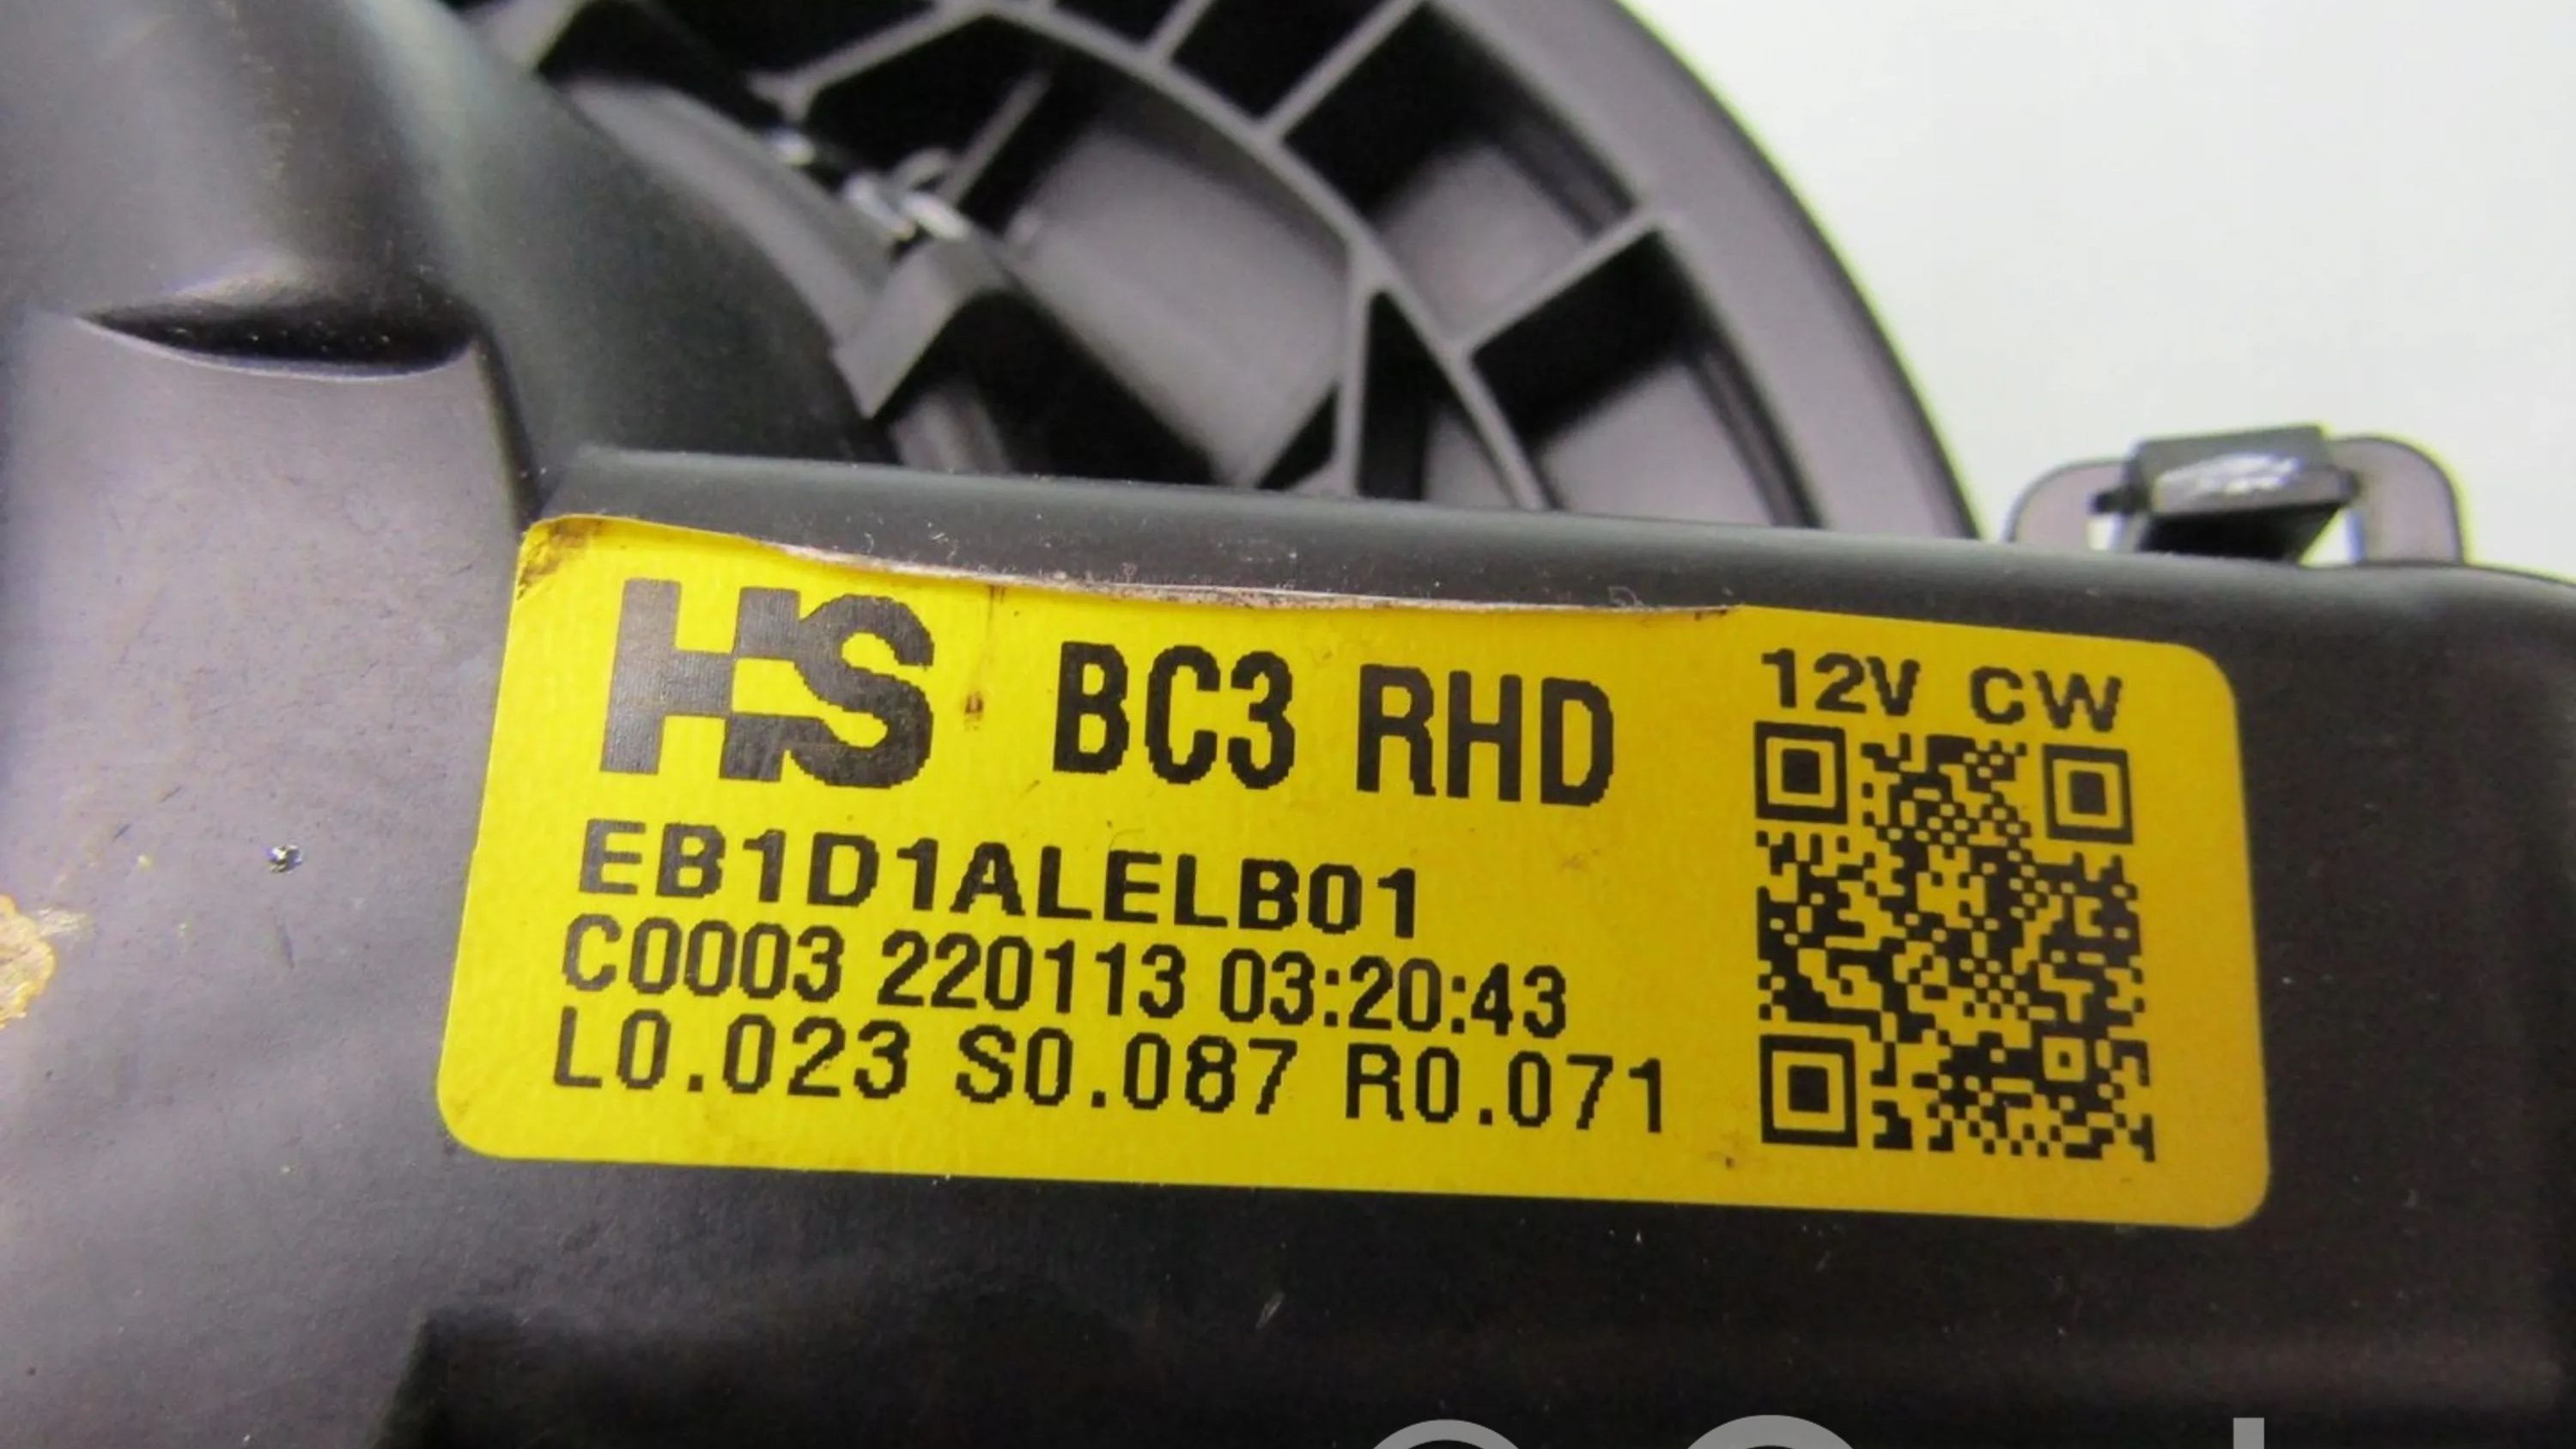 HS BC3 RHD
12V CW
EB1D1ALELB01
C0003 220113 03:20:43
L0.023 S0.087 R0.071